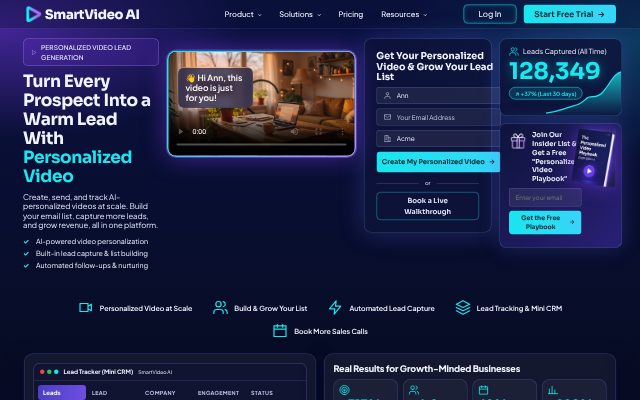 SmartVideo AI
Product
Solutions
Pricing
Resources
Log In
Start Free Trial →
PERSONALIZED VIDEO LEAD
GENERATION
Turn Every
Prospect Into a
Warm Lead
With
Personalized
Video
Create, send, and track AI-
personalized videos at scale. Build
your email list, capture more leads,
and grow revenue, all in one platform.
✓ AI-powered video personalization
✓ Built-in lead capture & list building
✓ Automated follow-ups & nurturing
👋 Hi Ann, this
video is just
for you!
0:00
Get Your Personalized
Video & Grow Your Lead
List
Ann
Your Email Address
Acme
Create My Personalized Video →
or
Book a Live
Walkthrough
Leads Captured (All Time)
128,349
+37% (Last 30 days)
Join Our
Insider List &
Get a Free
"Personalized
Video
Playbook"
The
Personalized
Video
Playbook
Enter your email
Get the Free
Playbook →
Personalized Video at Scale
Build & Grow Your List
Automated Lead Capture
Lead Tracking & Mini CRM
Book More Sales Calls
Lead Tracker (Mini CRM) SmartVideo AI
Leads
LEAD
COMPANY
ENGAGEMENT
STATUS
Real Results for Growth-Minded Businesses